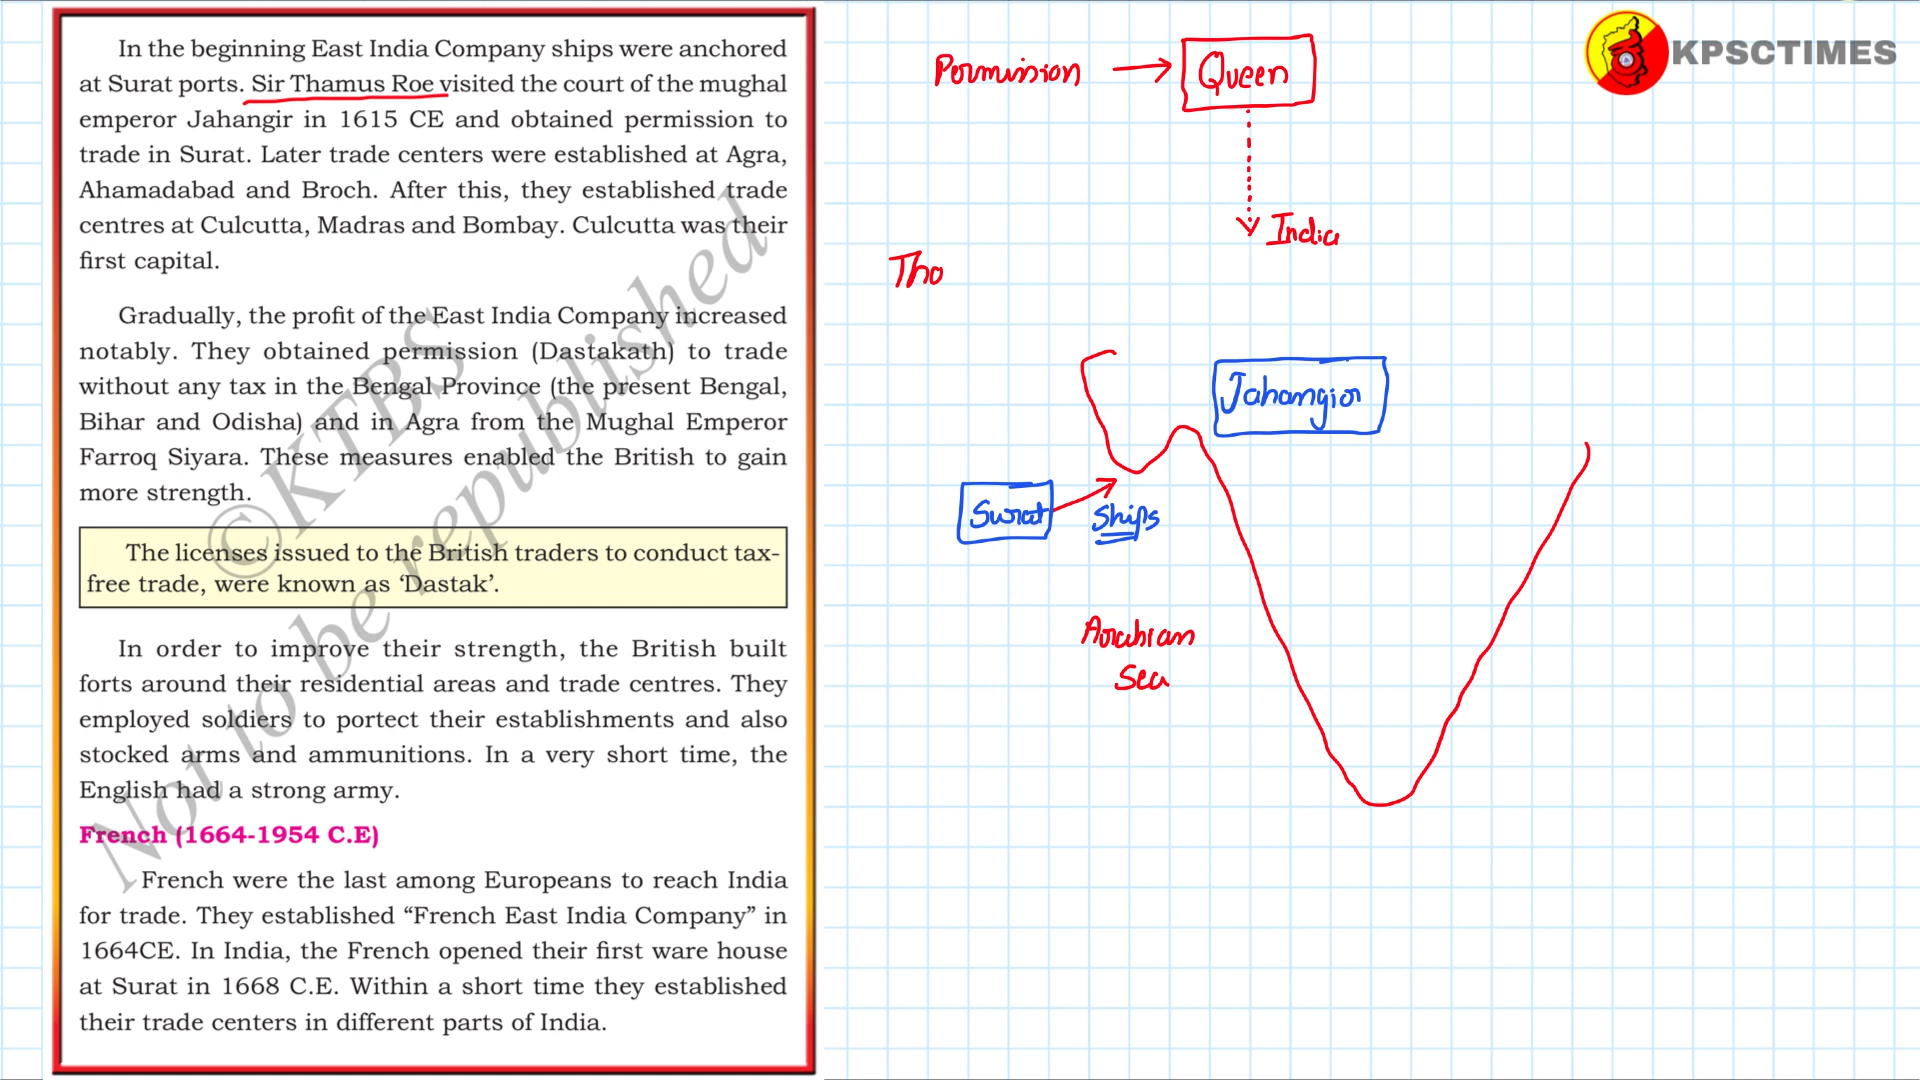 In the beginning East India Company ships were anchored
at Surat ports. Sir Thamus Roe visited the court of the mughal
emperor Jahangir in 1615 CE and obtained permission to
trade in Surat. Later trade centers were established at Agra,
Ahamadabad and Broch. After this, they established trade
centres at Culcutta, Madras and Bombay. Culcutta was their
first capital.
Gradually, the profit of the East India Company increased
notably. They obtained permission (Dastakath) to trade
without any tax in the Bengal Province (the present Bengal,
Bihar and Odisha) and in Agra from the Mughal Emperor
Farroq Siyara. These measures enabled the British to gain
more strength.
The licenses issued to the British traders to conduct tax-
free trade, were known as ‘Dastak’.
In order to improve their strength, the British built
forts around their residential areas and trade centres. They
employed soldiers to portect their establishments and also
stocked arms and ammunitions. In a very short time, the
English had a strong army.
French (1664-1954 C.E)
French were the last among Europeans to reach India
for trade. They established “French East India Company” in
1664CE. In India, the French opened their first ware house
at Surat in 1668 C.E. Within a short time they established
their trade centers in different parts of India.
©KTBS
Not to be republished
Permission
Queen
India
Tho
Jahangir
Surat
Ships
Arabian
Sea
KPSCTIMES